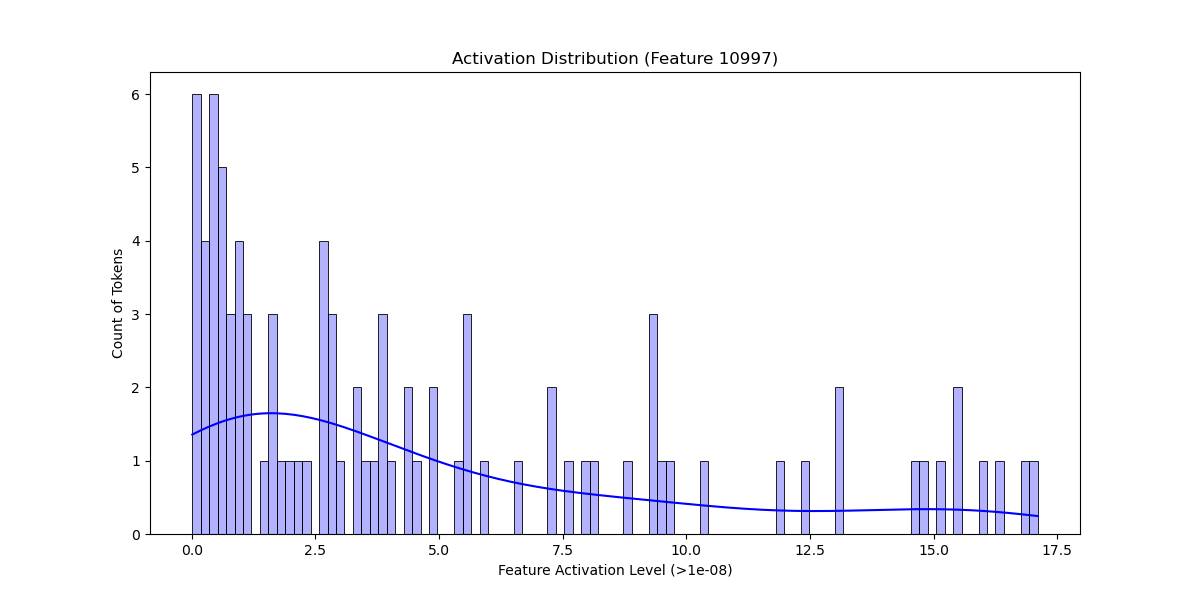 Activation Distribution (Feature 10997)
Count of Tokens
6
5
4
3
2
1
0
0.0 2.5 5.0 7.5 10.0 12.5 15.0 17.5
Feature Activation Level (>1e-08)